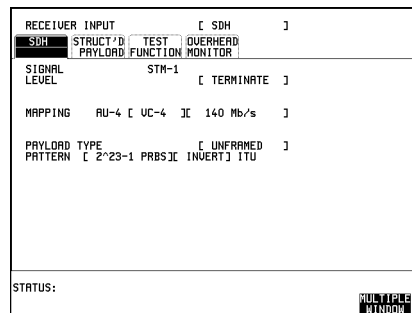 RECEIVER INPUT [ SDH ]
SDH STRUCT'D PAYLOAD TEST FUNCTION OVERHEAD MONITOR
SIGNAL STM-1
LEVEL [ TERMINATE ]
MAPPING AU-4 [ VC-4 ][ 140 Mb/s ]
PAYLOAD TYPE [ UNFRAMED ]
PATTERN [ 2^23-1 PRBS][ INVERT] ITU
STATUS:
MULTIPLE
WINDOW